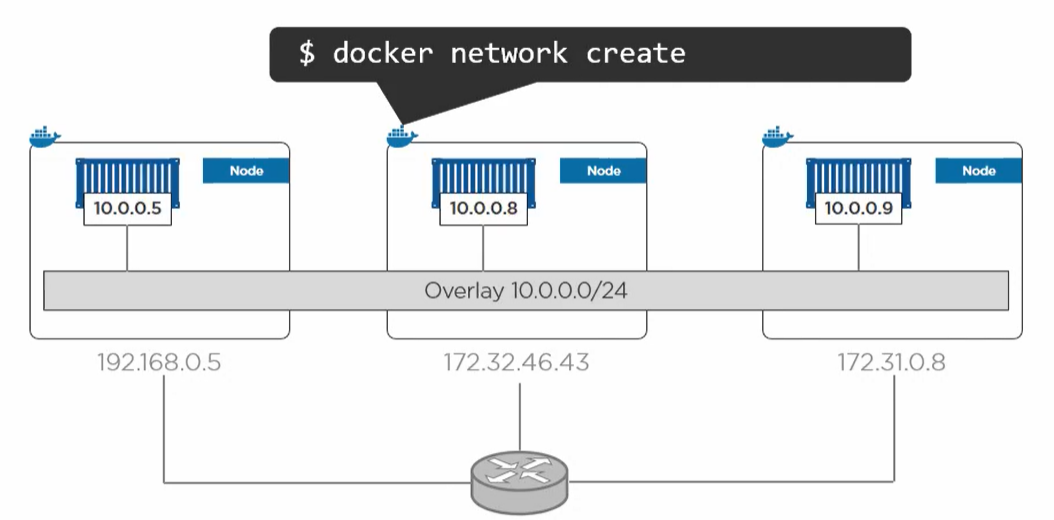 $ docker network create
Node
Node
Node
10.0.0.5
10.0.0.8
10.0.0.9
Overlay 10.0.0.0/24
192.168.0.5
172.32.46.43
172.31.0.8